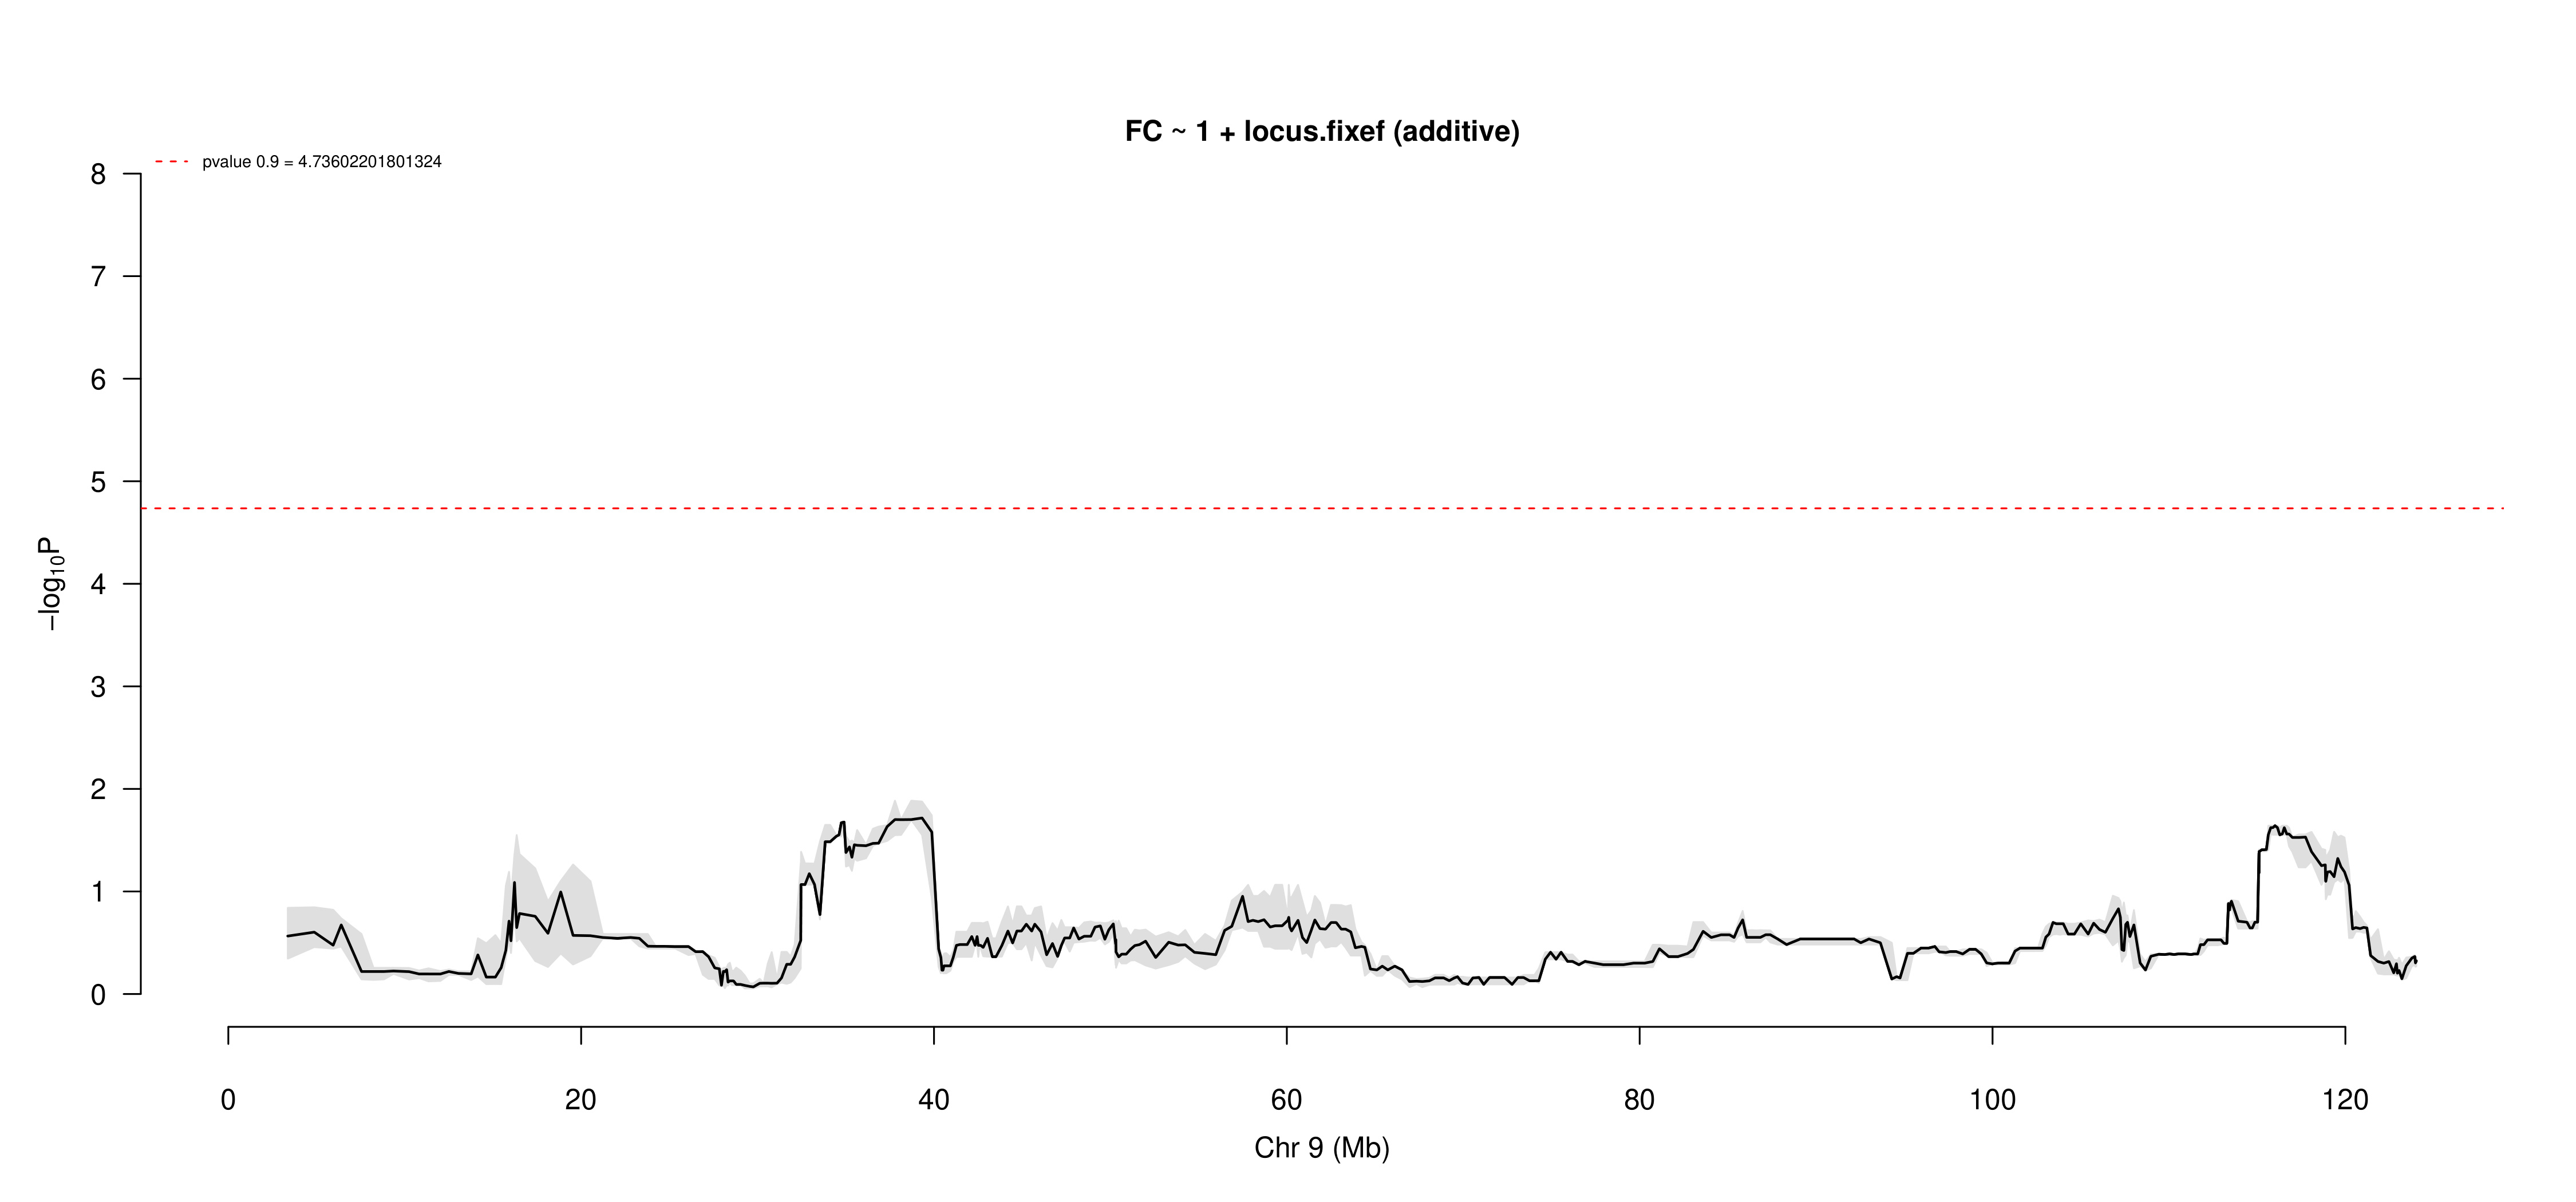 FC ~ 1 + locus.fixef (additive)
pvalue 0.9 = 4.73602201801324
8
7
6
5
4
3
2
1
0
−log10P
0 20 40 60 80 100 120
Chr 9 (Mb)